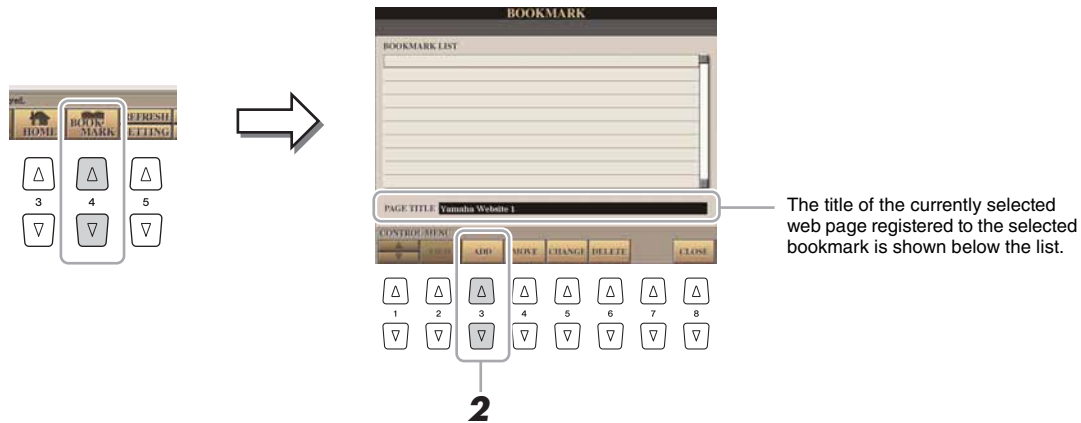 red.
HOME
BOOK-
MARK
REFRESH
ETTING
3
4
5
BOOKMARK
BOOKMARK LIST
PAGE TITLE: Yamaha Website 1
CONTROL MENU
ADD MOVE CHANGE DELETE CLOSE
1 2 3 4 5 6 7 8
2
The title of the currently selected
web page registered to the selected
bookmark is shown below the list.